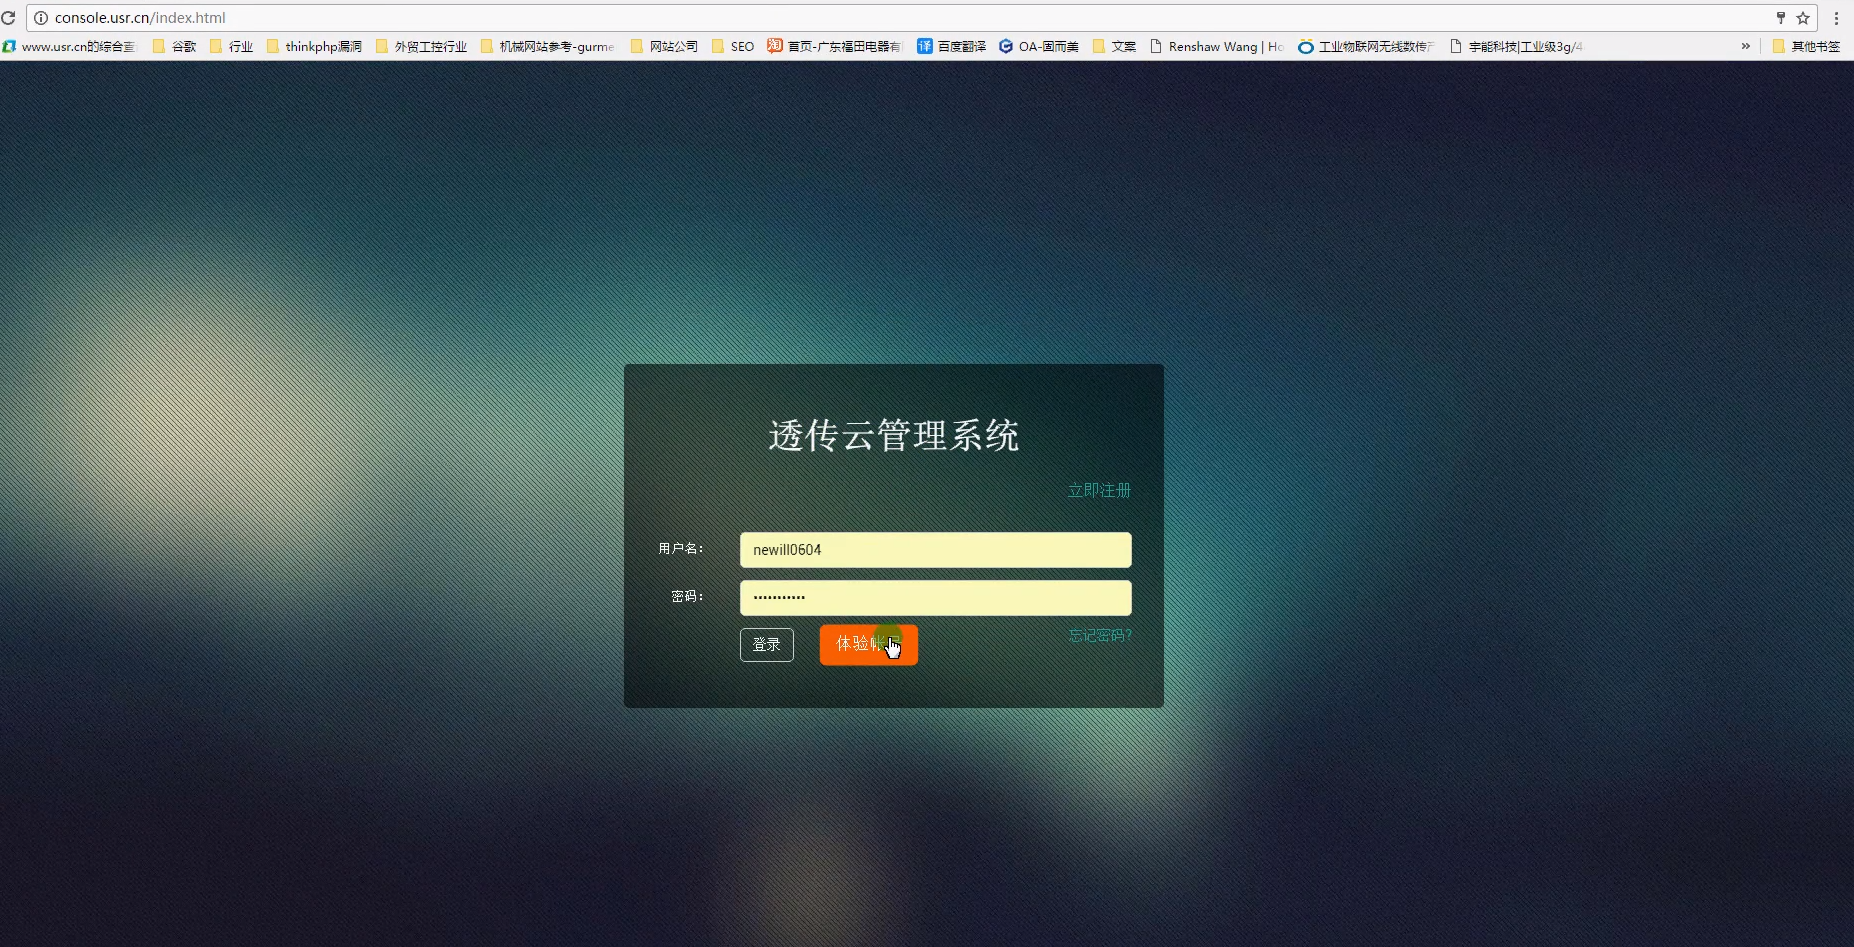 console.usr.cn/index.html
www.usr.cn的综合查 谷歌 行业 thinkphp漏洞 外贸工控行业 机械网站参考-gurme 网站公司 SEO 首页-广东福田电器有 百度翻译 OA-固而美 文案 Renshaw Wang | Ho 工业物联网无线数传产 宇能科技|工业级3g/4 » 其他书签
透传云管理系统
立即注册
用户名： newill0604
密码： •••••••••••
登录 体验帐 忘记密码?